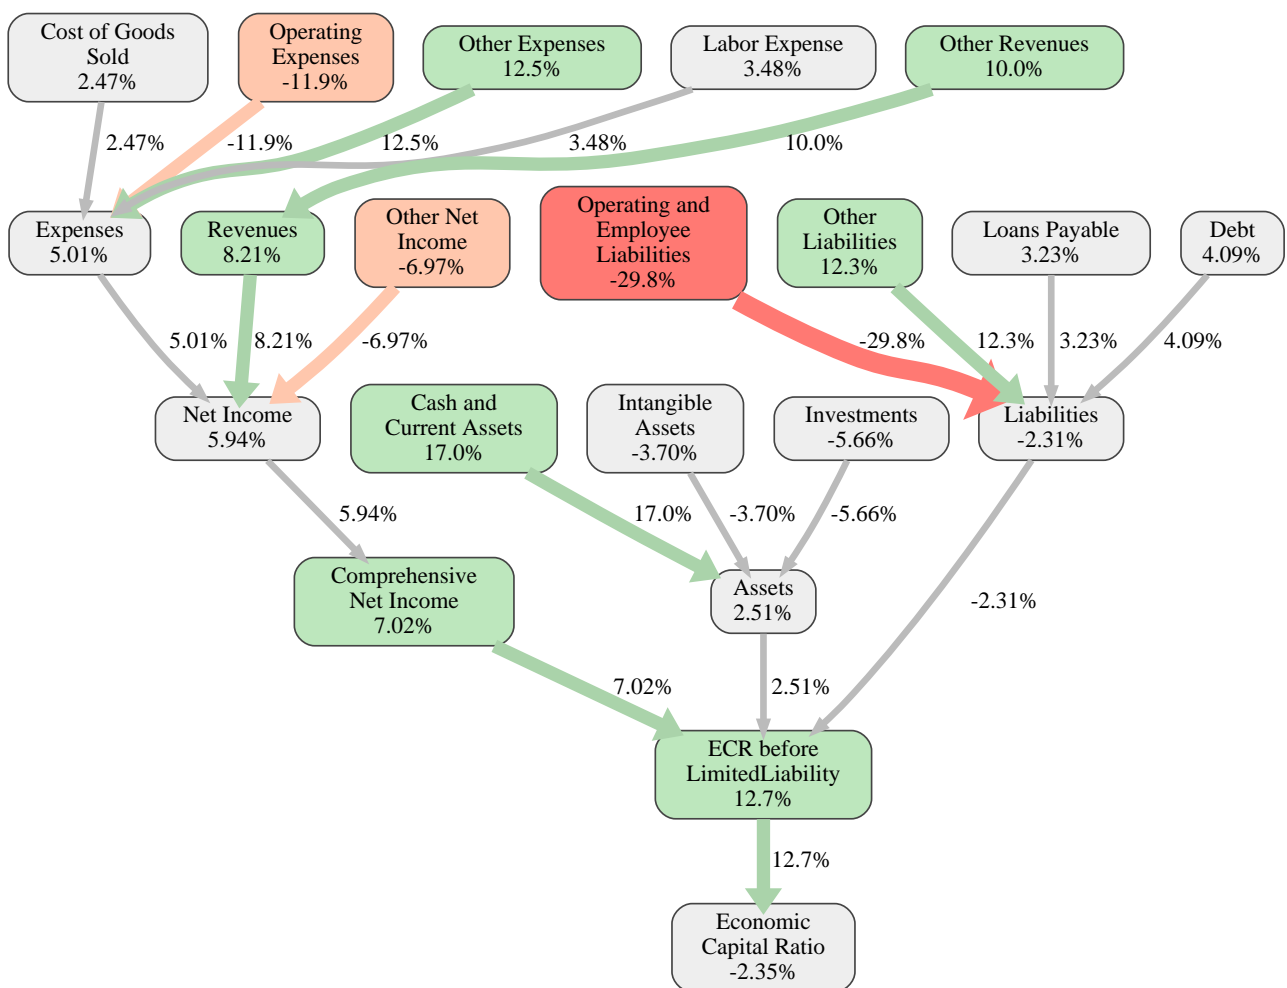 Cost of Goods
Sold
2.47%
Operating
Expenses
-11.9%
Other Expenses
12.5%
Labor Expense
3.48%
Other Revenues
10.0%
2.47%
-11.9%
12.5%
3.48%
10.0%
Expenses
5.01%
Revenues
8.21%
Other Net
Income
-6.97%
Operating and
Employee
Liabilities
-29.8%
Other
Liabilities
12.3%
Loans Payable
3.23%
Debt
4.09%
5.01%
8.21%
-6.97%
-29.8%
12.3%
3.23%
4.09%
Net Income
5.94%
Cash and
Current Assets
17.0%
Intangible
Assets
-3.70%
Investments
-5.66%
Liabilities
-2.31%
5.94%
17.0%
-3.70%
-5.66%
-2.31%
Comprehensive
Net Income
7.02%
Assets
2.51%
7.02%
2.51%
ECR before
LimitedLiability
12.7%
12.7%
Economic
Capital Ratio
-2.35%